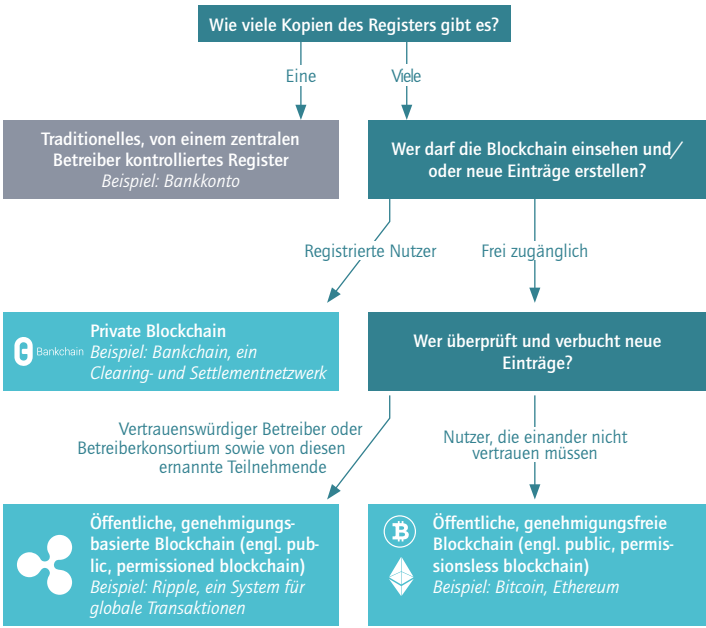 Wie viele Kopien des Registers gibt es?
Eine
Viele
Traditionelles, von einem zentralen
Betreiber kontrolliertes Register
Beispiel: Bankkonto
Wer darf die Blockchain einsehen und/
oder neue Einträge erstellen?
Registrierte Nutzer
Frei zugänglich
Bankchain
Private Blockchain
Beispiel: Bankchain, ein
Clearing- und Settlementnetzwerk
Wer überprüft und verbucht neue
Einträge?
Vertrauenswürdiger Betreiber oder
Betreiberkonsortium sowie von diesen
ernannte Teilnehmende
Nutzer, die einander nicht
vertrauen müssen
Öffentliche, genehmigungs-
basierte Blockchain (engl. pub-
lic, permissioned blockchain)
Beispiel: Ripple, ein System für
globale Transaktionen
Öffentliche, genehmigungsfreie
Blockchain (engl. public, permis-
sionsless blockchain)
Beispiel: Bitcoin, Ethereum